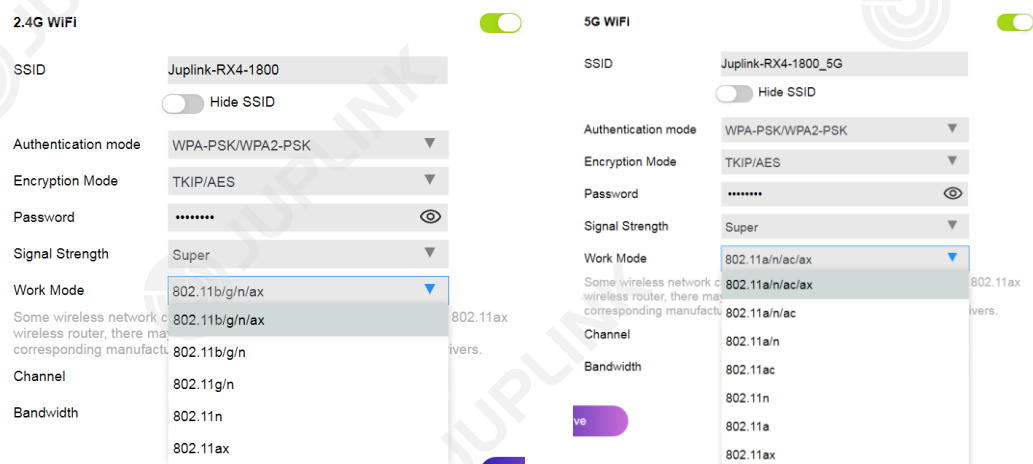 2.4G WiFi
SSID
Juplink-RX4-1800
Hide SSID
Authentication mode
WPA-PSK/WPA2-PSK
Encryption Mode
TKIP/AES
Password
••••••••
Signal Strength
Super
Work Mode
802.11b/g/n/ax
Some wireless network c
802.11b/g/n/ax
802.11ax
wireless router, there ma
corresponding manufactu
802.11b/g/n
ivers.
Channel
802.11g/n
Bandwidth
802.11n
802.11ax
5G WiFi
SSID
Juplink-RX4-1800_5G
Hide SSID
Authentication mode
WPA-PSK/WPA2-PSK
Encryption Mode
TKIP/AES
Password
••••••••
Signal Strength
Super
Work Mode
802.11a/n/ac/ax
Some wireless network c
802.11a/n/ac/ax
802.11ax
wireless router, there may
corresponding manufactu
802.11a/n/ac
ivers.
Channel
802.11a/n
Bandwidth
802.11ac
802.11n
ve
802.11a
802.11ax
JUPLINK
JUPLINK
JUPLINK